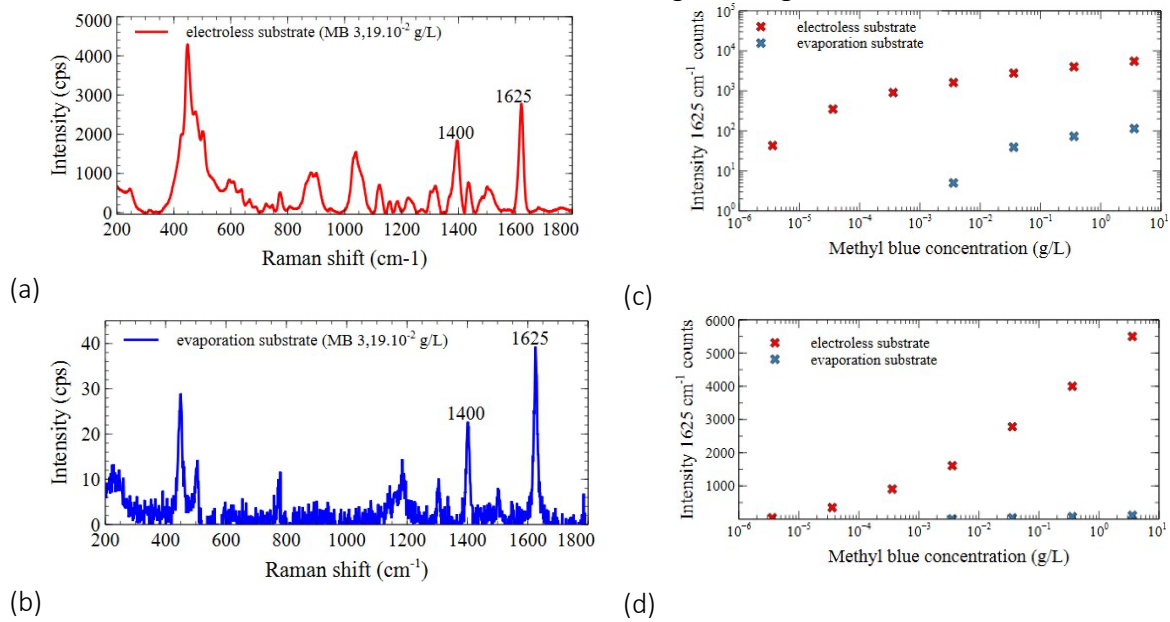 electroless substrate (MB 3,19.10⁻² g/L)
1625
1400
Intensity (cps)
5000
4000
3000
2000
1000
0
200 400 600 800 1000 1200 1400 1600 1800
Raman shift (cm-1)
(a)
evaporation substrate (MB 3,19.10⁻² g/L)
1625
1400
Intensity (cps)
40
30
20
10
0
200 400 600 800 1000 1200 1400 1600 1800
Raman shift (cm⁻¹)
(b)
electroless substrate
evaporation substrate
Intensity 1625 cm⁻¹ counts
10⁵
10⁴
10³
10²
10¹
10⁰
10⁻⁶ 10⁻⁵ 10⁻⁴ 10⁻³ 10⁻² 10⁻¹ 10⁰ 10¹
Methyl blue concentration (g/L)
(c)
electroless substrate
evaporation substrate
Intensity 1625 cm⁻¹ counts
6000
5000
4000
3000
2000
1000
10⁻⁶ 10⁻⁵ 10⁻⁴ 10⁻³ 10⁻² 10⁻¹ 10⁰ 10¹
Methyl blue concentration (g/L)
(d)